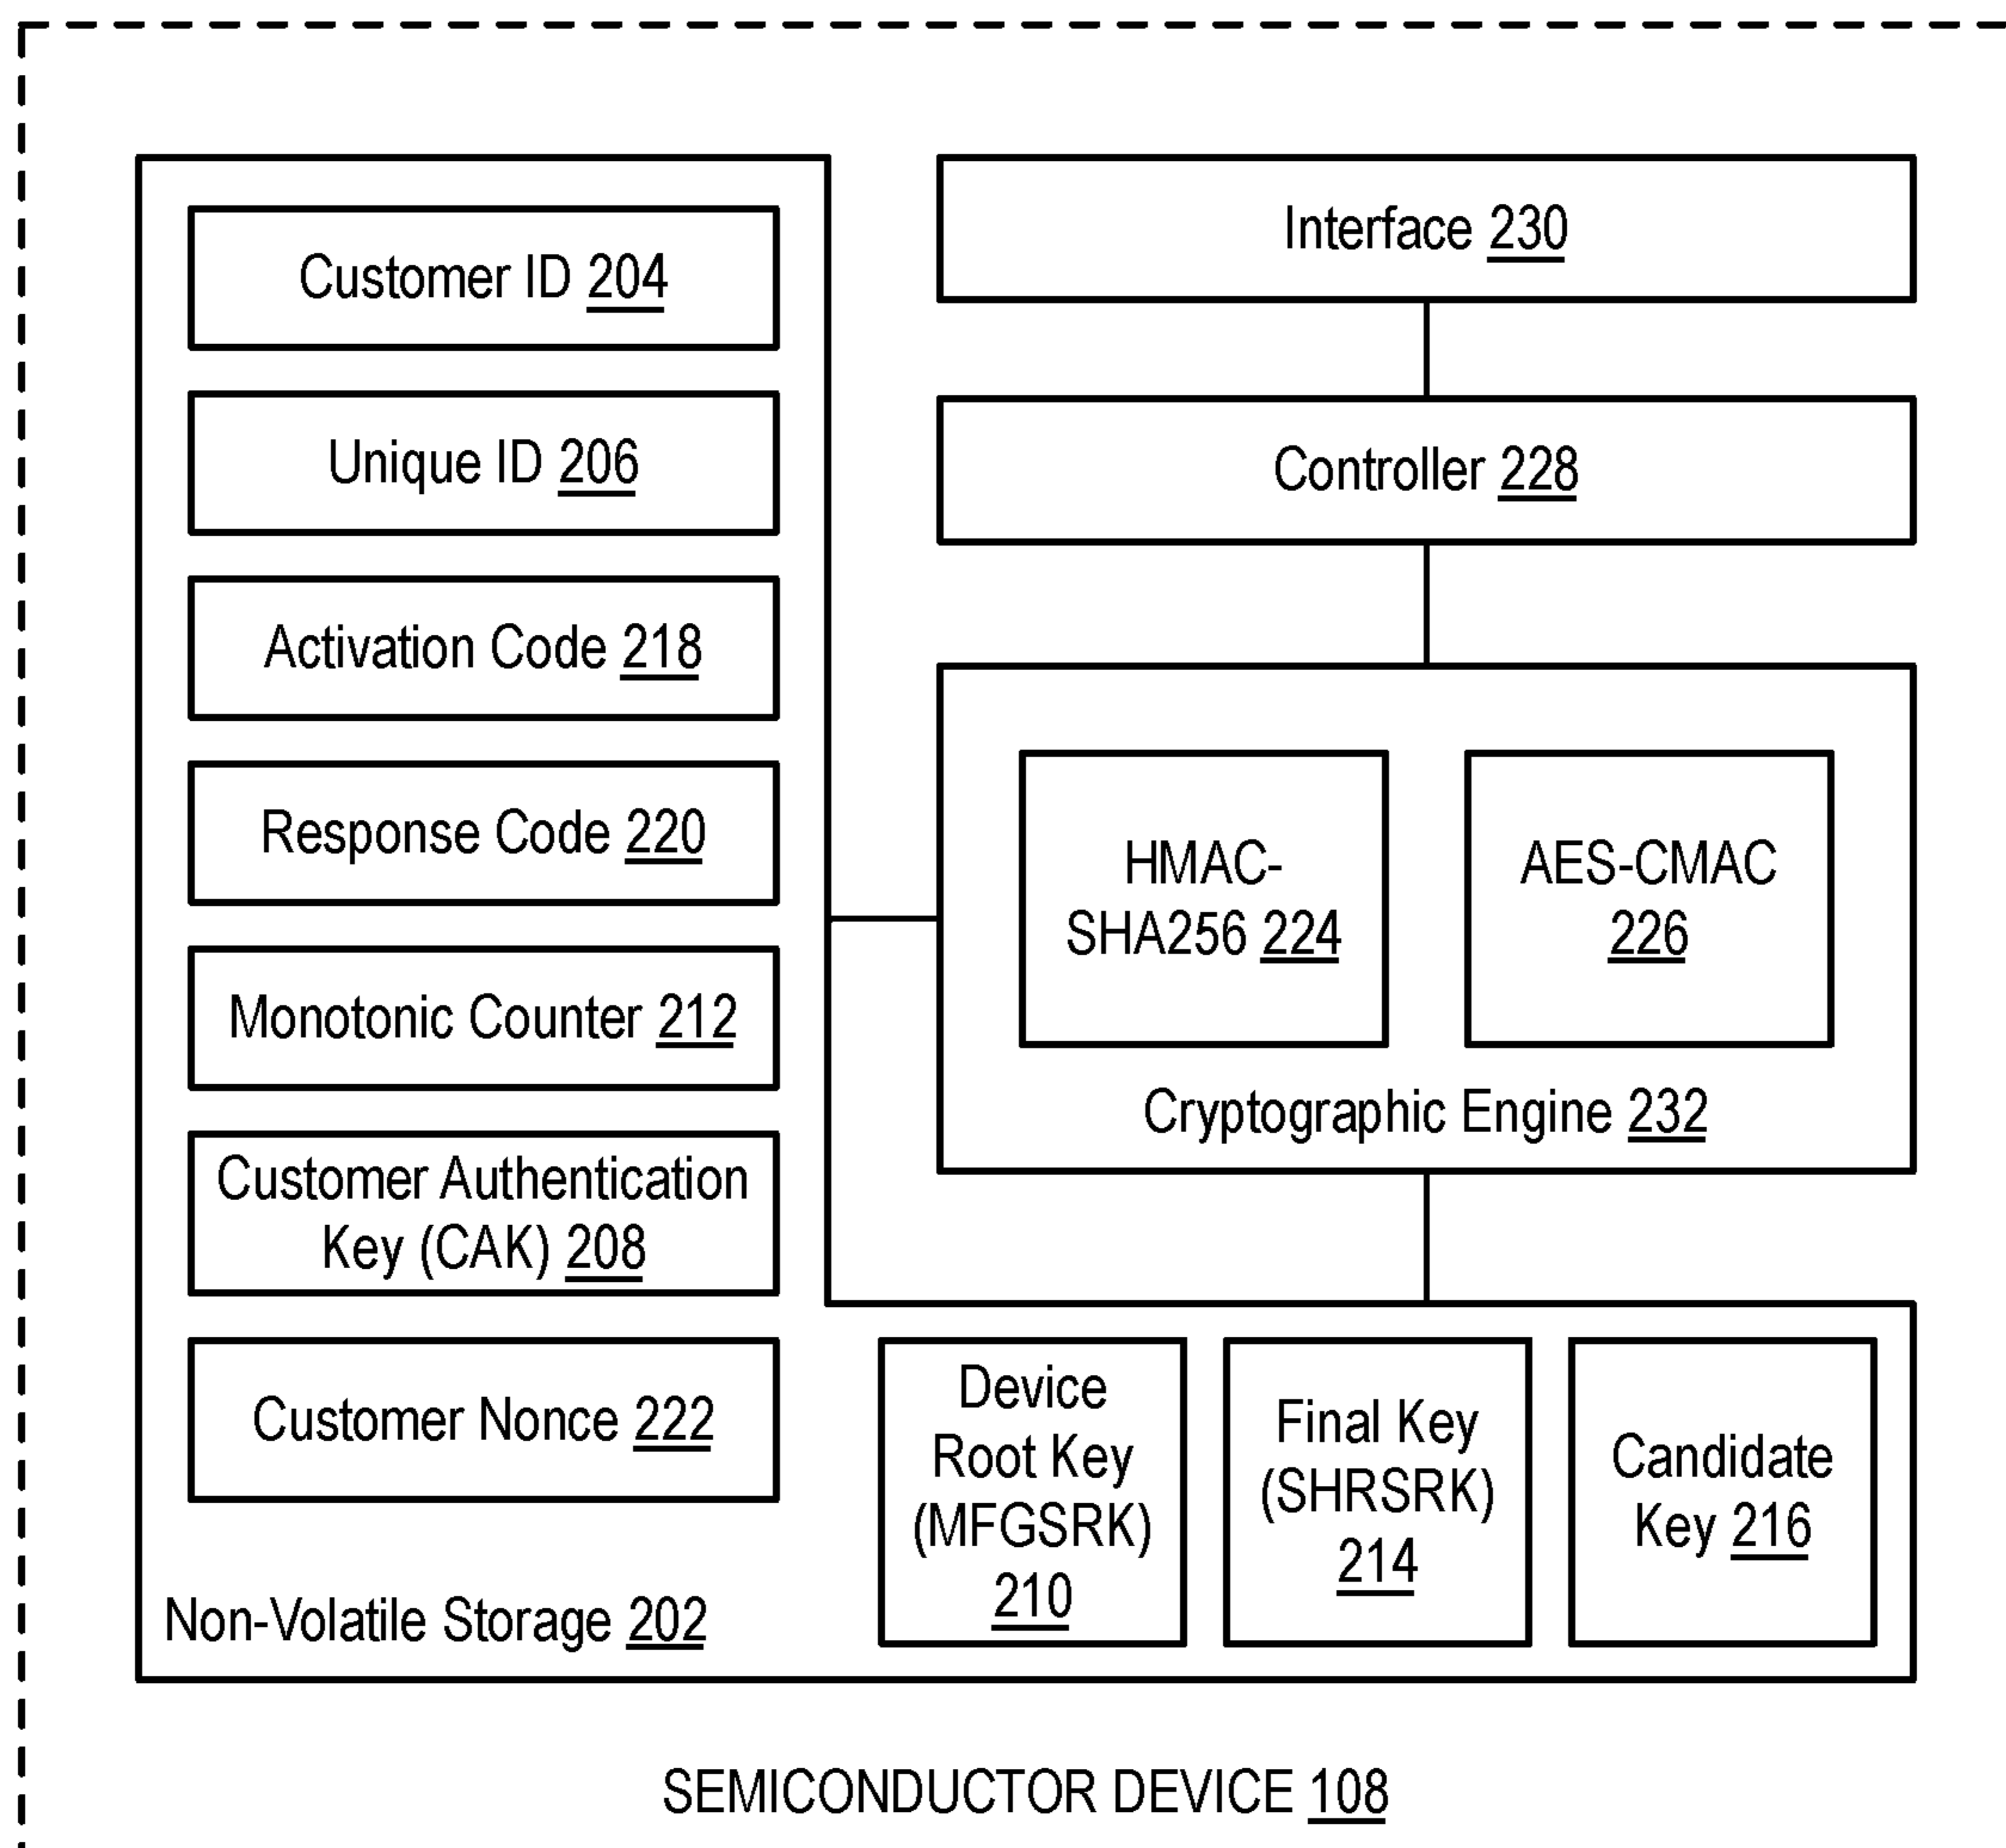 Customer ID 204
Unique ID 206
Activation Code 218
Response Code 220
Monotonic Counter 212
Customer Authentication
Key (CAK) 208
Customer Nonce 222
Non-Volatile Storage 202
Interface 230
Controller 228
HMAC-
SHA256 224
AES-CMAC
226
Cryptographic Engine 232
Device
Root Key
(MFGSRK)
210
Final Key
(SHRSRK)
214
Candidate
Key 216
SEMICONDUCTOR DEVICE 108